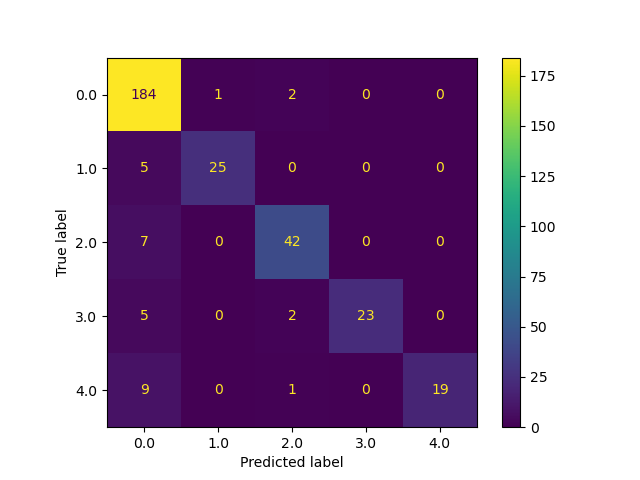 0.0 184 1 2 0 0
1.0 5 25 0 0 0
2.0 7 0 42 0 0
3.0 5 0 2 23 0
4.0 9 0 1 0 19
0.0 1.0 2.0 3.0 4.0
Predicted label
True label
175
150
125
100
75
50
25
0